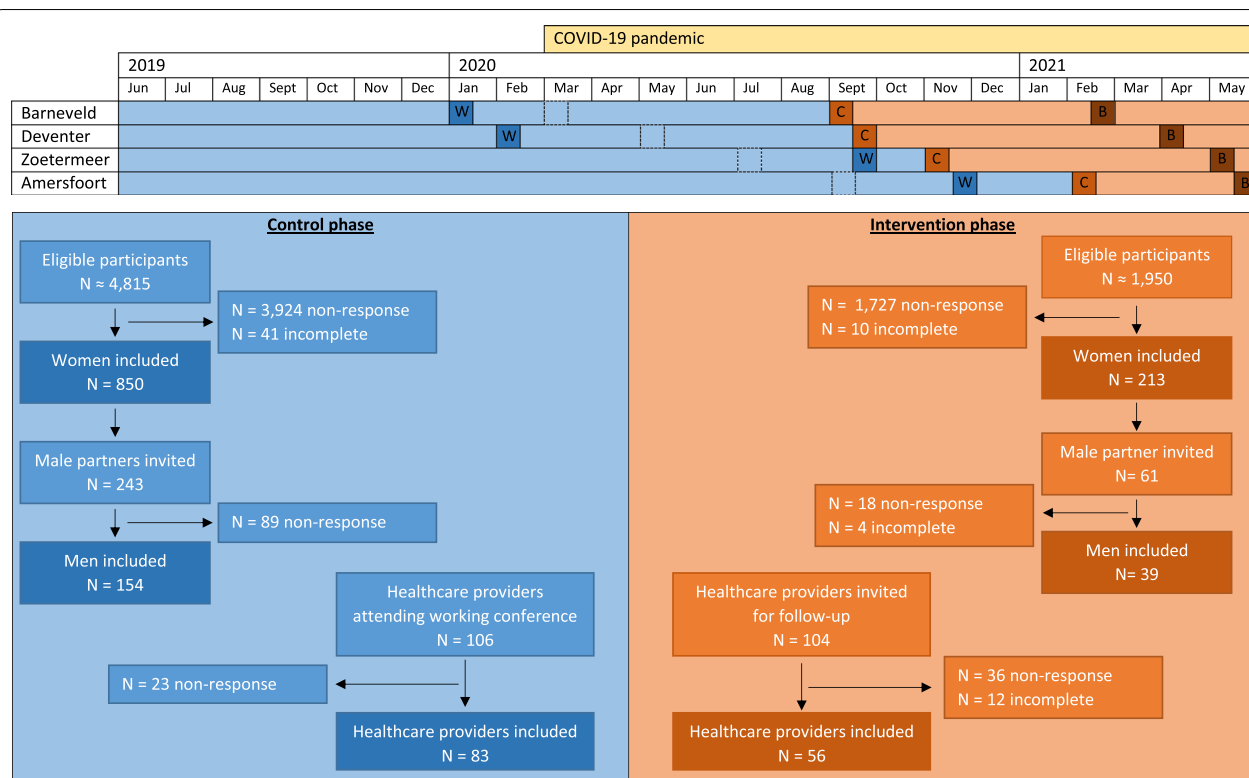 COVID-19 pandemic
2019 2020 2021
Jun Jul Aug Sept Oct Nov Dec Jan Feb Mar Apr May Jun Jul Aug Sept Oct Nov Dec Jan Feb Mar Apr May
Barneveld W C B
Deventer W C B
Zoetermeer W C B
Amersfoort W C B
Control phase
Eligible participants
N ≈ 4,815
N = 3,924 non-response
N = 41 incomplete
Women included
N = 850
Male partners invited
N = 243
N = 89 non-response
Men included
N = 154
Healthcare providers
attending working conference
N = 106
N = 23 non-response
Healthcare providers included
N = 83
Intervention phase
Eligible participants
N ≈ 1,950
N = 1,727 non-response
N = 10 incomplete
Women included
N = 213
Male partner invited
N= 61
N = 18 non-response
N = 4 incomplete
Men included
N= 39
Healthcare providers invited
for follow-up
N = 104
N = 36 non-response
N = 12 incomplete
Healthcare providers included
N = 56